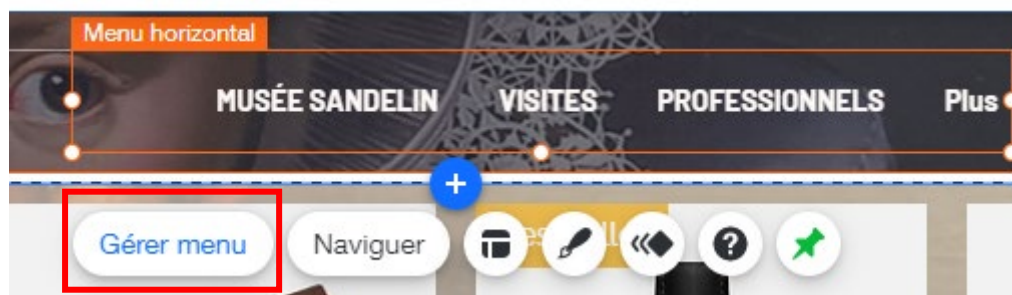 Menu horizontal
MUSÉE SANDELIN VISITES PROFESSIONNELS Plus
Gérer menu Naviguer